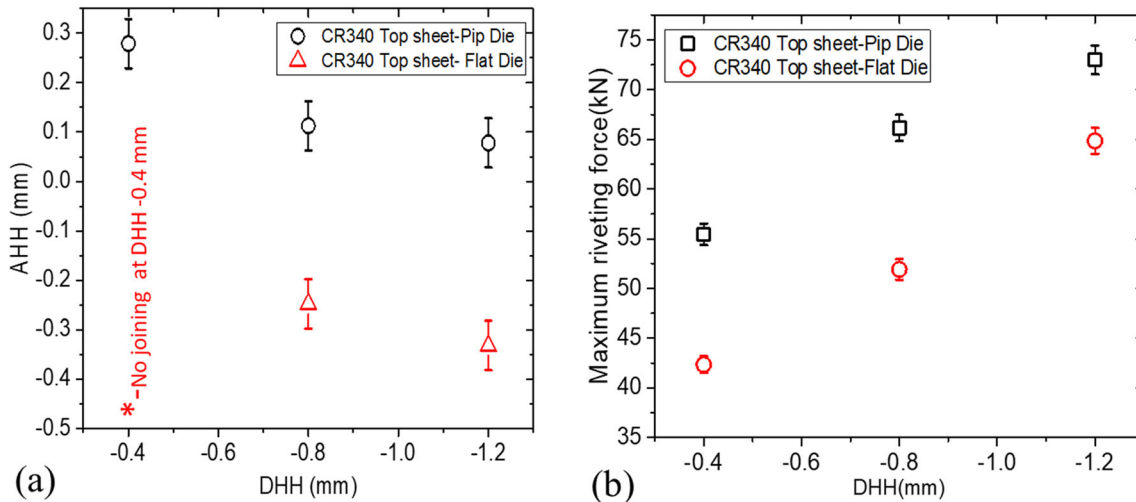 0.3
0.2
0.1
0.0
-0.1
-0.2
-0.3
-0.4
-0.5
AHH (mm)
CR340 Top sheet-Pip Die
CR340 Top sheet- Flat Die
*-No joining at DHH -0.4 mm
-0.4
-0.6
-0.8
-1.0
-1.2
DHH (mm)
(a)
75
70
65
60
55
50
45
40
35
Maximum riveting force(kN)
CR340 Top sheet-Pip Die
CR340 Top sheet-Flat Die
-0.4
-0.6
-0.8
-1.0
-1.2
DHH(mm)
(b)